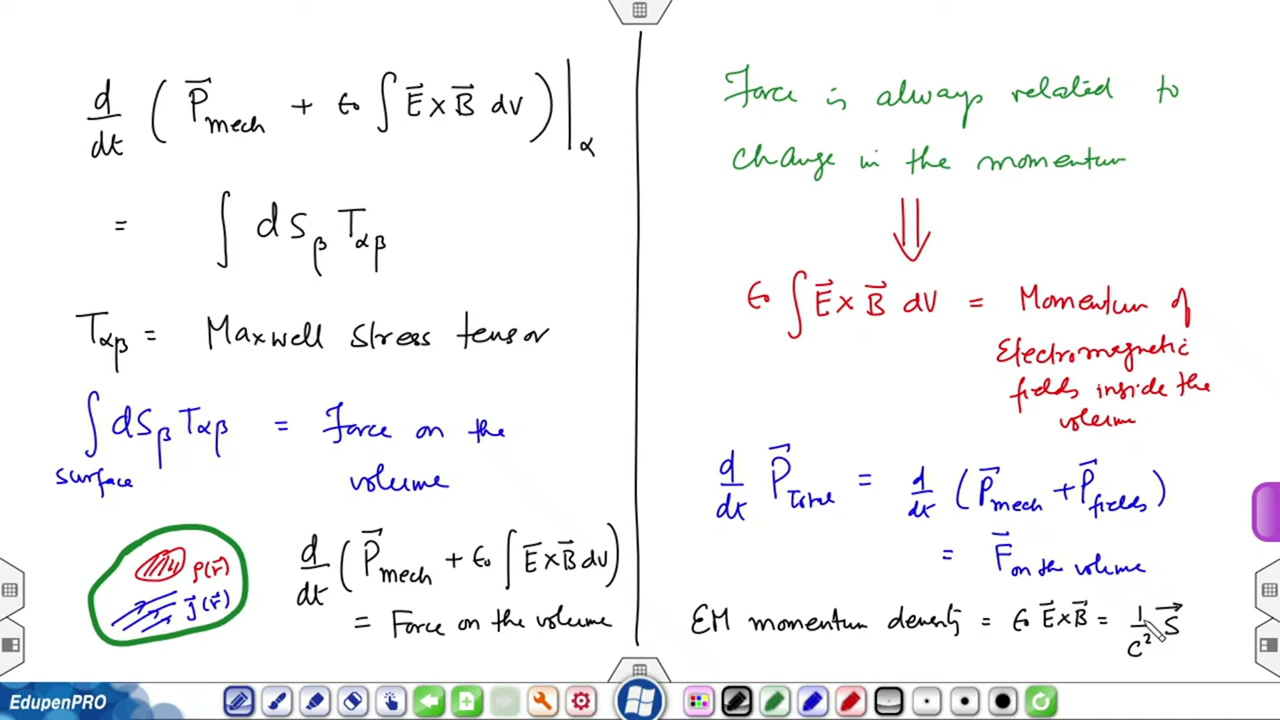 d/dt ( P⃗mech + ϵ₀ ∫ E⃗ × B⃗ dv ) |α
= ∫ dSβ Tαβ
Tαβ = Maxwell stress tensor
∫surface dSβ Tαβ = Force on the
volume
ρ(r⃗)
j⃗(r⃗)
d/dt ( P⃗mech + ϵ₀ ∫ E⃗ × B⃗ dv )
= Force on the volume
Force is always related to
change in the momentum
⇓
ϵ₀ ∫ E⃗ × B⃗ dV = Momentum of
Electromagnetic
fields inside the
volume
d/dt P⃗Total = d/dt ( P⃗mech + P⃗fields )
= F⃗on the volume
EM momentum density = ϵ₀ E⃗ × B⃗ = 1/c² S⃗
EdupenPRO